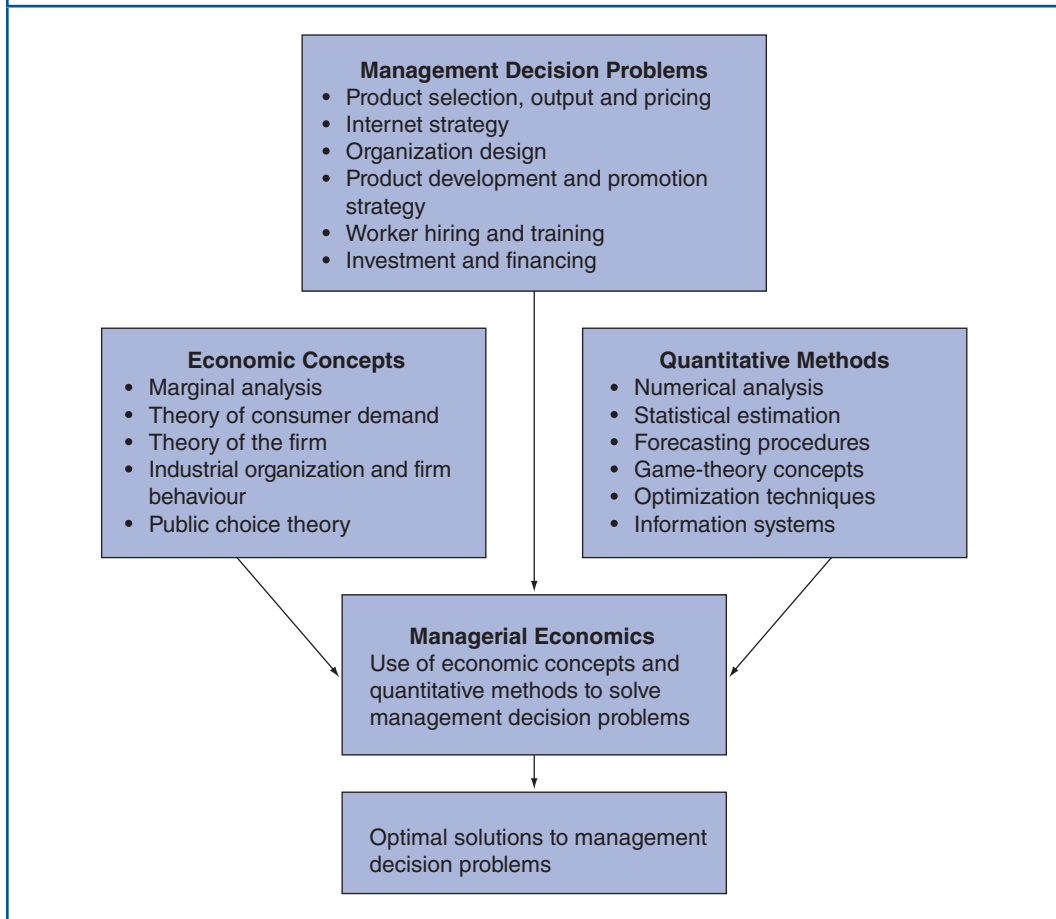 Management Decision Problems
• Product selection, output and pricing
• Internet strategy
• Organization design
• Product development and promotion
strategy
• Worker hiring and training
• Investment and financing
Economic Concepts
• Marginal analysis
• Theory of consumer demand
• Theory of the firm
• Industrial organization and firm
behaviour
• Public choice theory
Quantitative Methods
• Numerical analysis
• Statistical estimation
• Forecasting procedures
• Game-theory concepts
• Optimization techniques
• Information systems
Managerial Economics
Use of economic concepts and
quantitative methods to solve
management decision problems
Optimal solutions to management
decision problems